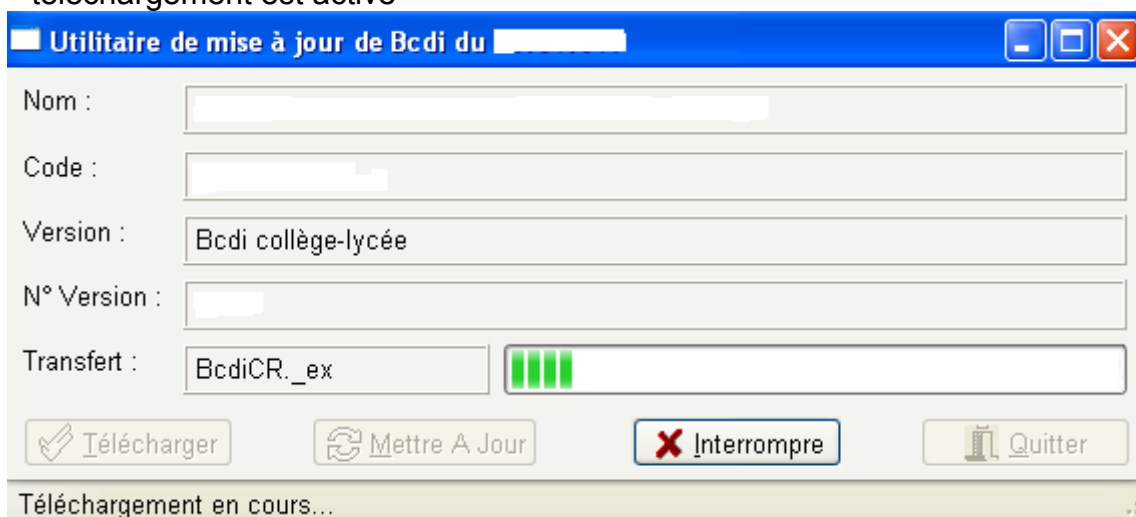 téléchargement est activé
Utilitaire de mise à jour de Bcdi du
Nom :
Code :
Version : Bcdi collège-lycée
N° Version :
Transfert : BcdiCR._ex
Télécharger Mettre A Jour Interrompre Quitter
Téléchargement en cours...